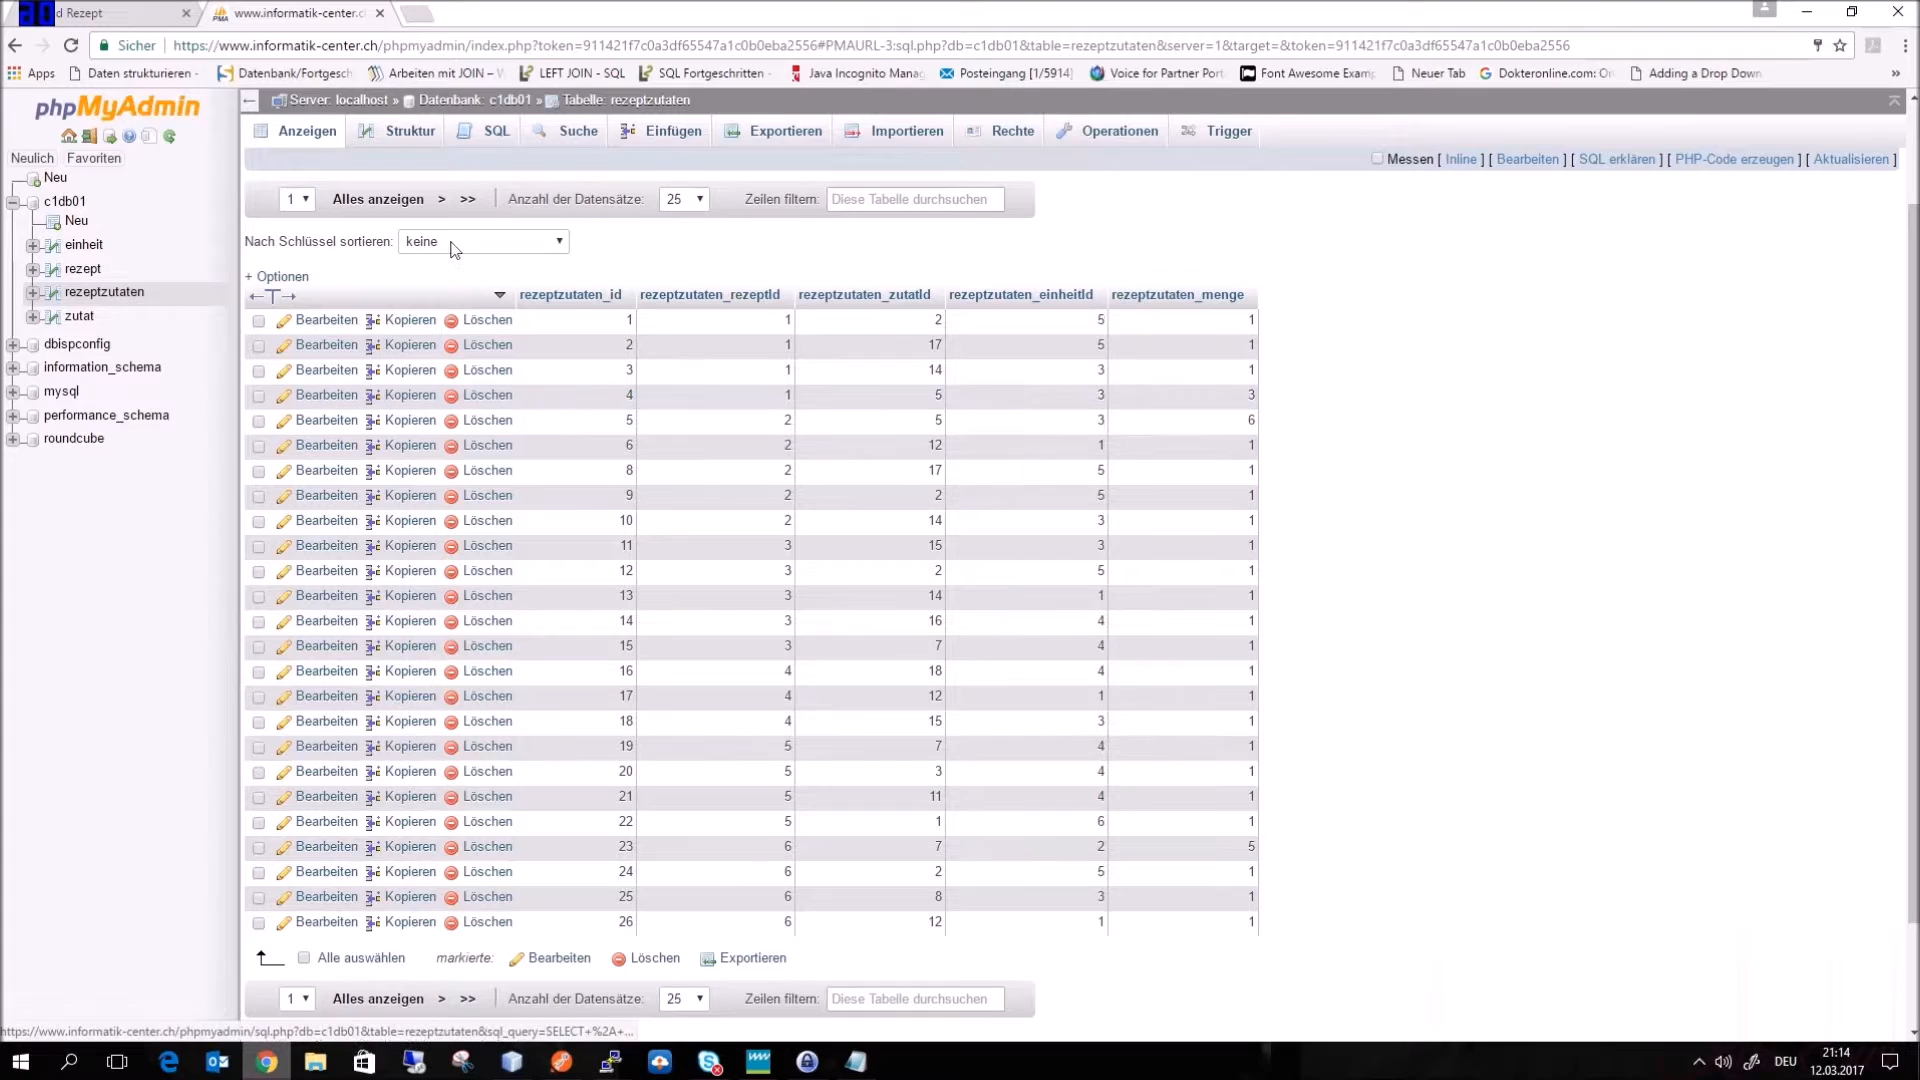 d Rezept
www.informatik-center.c
Sicher https://www.informatik-center.ch/phpmyadmin/index.php?token=911421f7c0a3df65547a1c0b0eba2556#PMAURL-3:sql.php?db=c1db01&table=rezeptzutaten&server=1&target=&token=911421f7c0a3df65547a1c0b0eba2556
Apps Daten strukturieren - Datenbank/Fortgesch Arbeiten mit JOIN – LEFT JOIN - SQL SQL Fortgeschritten - Java Incognito Manag Posteingang [1/5914] Voice for Partner Port Font Awesome Examp Neuer Tab Dokteronline.com: Adding a Drop Down »
phpMyAdmin
Server: localhost » Datenbank: c1db01 » Tabelle: rezeptzutaten
Anzeigen Struktur SQL Suche Einfügen Exportieren Importieren Rechte Operationen Trigger
Neulich Favoriten
Neu
c1db01
Neu
einheit
rezept
rezeptzutaten
zutat
dbispconfig
information_schema
mysql
performance_schema
roundcube
Messen [ Inline ] [ Bearbeiten ] [ SQL erklären ] [ PHP-Code erzeugen ] [ Aktualisieren ]
1 Alles anzeigen > >> Anzahl der Datensätze: 25 Zeilen filtern: Diese Tabelle durchsuchen
Nach Schlüssel sortieren: keine
+ Optionen
←T→ rezeptzutaten_id rezeptzutaten_rezeptId rezeptzutaten_zutatId rezeptzutaten_einheitId rezeptzutaten_menge
Bearbeiten Kopieren Löschen 1 1 2 5 1
Bearbeiten Kopieren Löschen 2 1 17 5 1
Bearbeiten Kopieren Löschen 3 1 14 3 1
Bearbeiten Kopieren Löschen 4 1 5 3 3
Bearbeiten Kopieren Löschen 5 2 5 3 6
Bearbeiten Kopieren Löschen 6 2 12 1 1
Bearbeiten Kopieren Löschen 8 2 17 5 1
Bearbeiten Kopieren Löschen 9 2 2 5 1
Bearbeiten Kopieren Löschen 10 2 14 3 1
Bearbeiten Kopieren Löschen 11 3 15 3 1
Bearbeiten Kopieren Löschen 12 3 2 5 1
Bearbeiten Kopieren Löschen 13 3 14 1 1
Bearbeiten Kopieren Löschen 14 3 16 4 1
Bearbeiten Kopieren Löschen 15 3 7 4 1
Bearbeiten Kopieren Löschen 16 4 18 4 1
Bearbeiten Kopieren Löschen 17 4 12 1 1
Bearbeiten Kopieren Löschen 18 4 15 3 1
Bearbeiten Kopieren Löschen 19 5 7 4 1
Bearbeiten Kopieren Löschen 20 5 3 4 1
Bearbeiten Kopieren Löschen 21 5 11 4 1
Bearbeiten Kopieren Löschen 22 5 1 6 1
Bearbeiten Kopieren Löschen 23 6 7 2 5
Bearbeiten Kopieren Löschen 24 6 2 5 1
Bearbeiten Kopieren Löschen 25 6 8 3 1
Bearbeiten Kopieren Löschen 26 6 12 1 1
Alle auswählen markierte: Bearbeiten Löschen Exportieren
1 Alles anzeigen > >> Anzahl der Datensätze: 25 Zeilen filtern: Diese Tabelle durchsuchen
https://www.informatik-center.ch/phpmyadmin/sql.php?db=c1db01&table=rezeptzutaten&sql_query=SELECT+%2A+...
DEU 21:14
12.03.2017